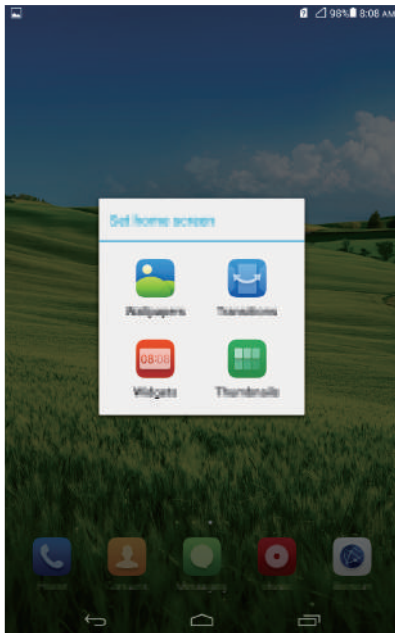 98% 8:08 AM
Set home screen
Wallpapers Transitions
08:08
Widgets Thumbnails